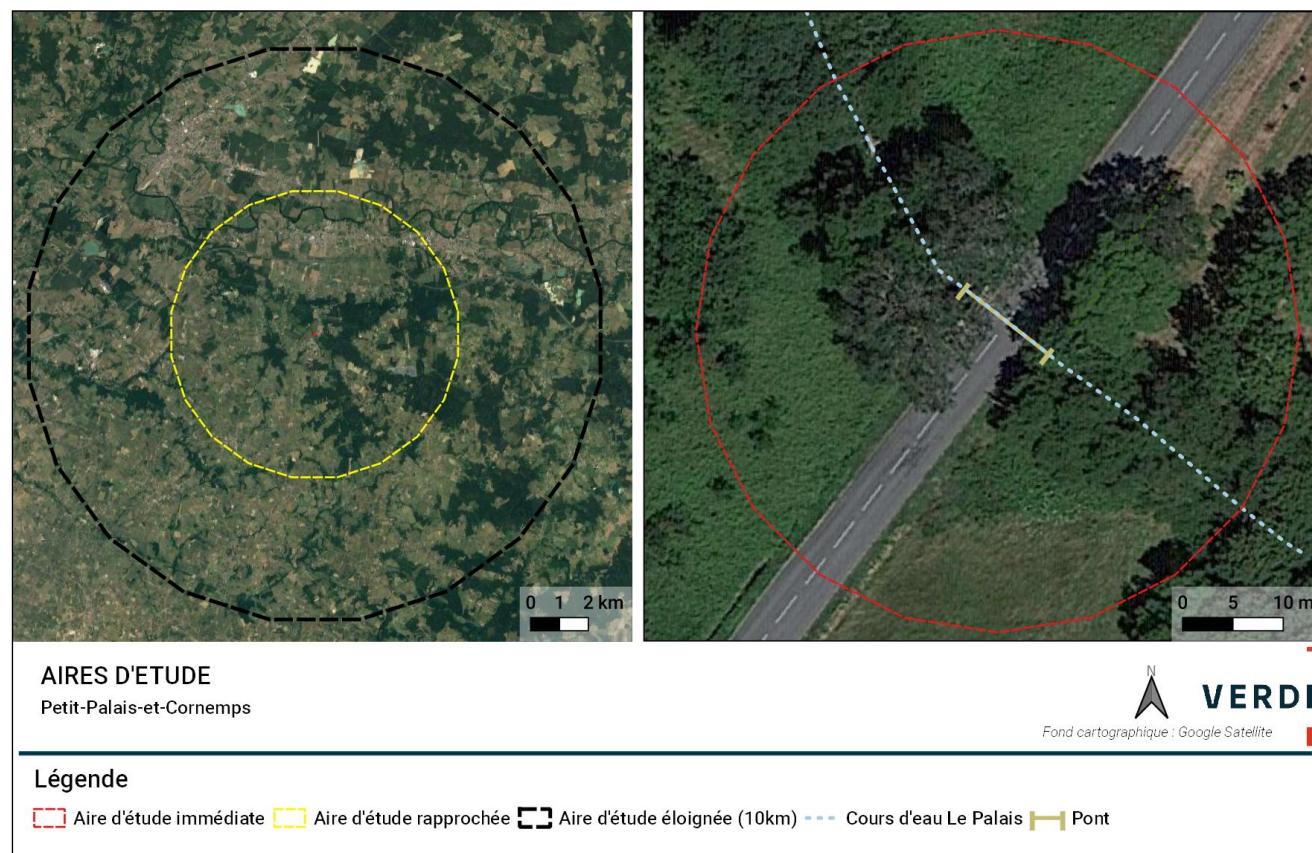 0 1 2 km
0 5 10 m
AIRES D'ETUDE
Petit-Palais-et-Cornemps
N
VERDI
Fond cartographique : Google Satellite
Légende
Aire d'étude immédiate Aire d'étude rapprochée Aire d'étude éloignée (10km) Cours d'eau Le Palais Pont